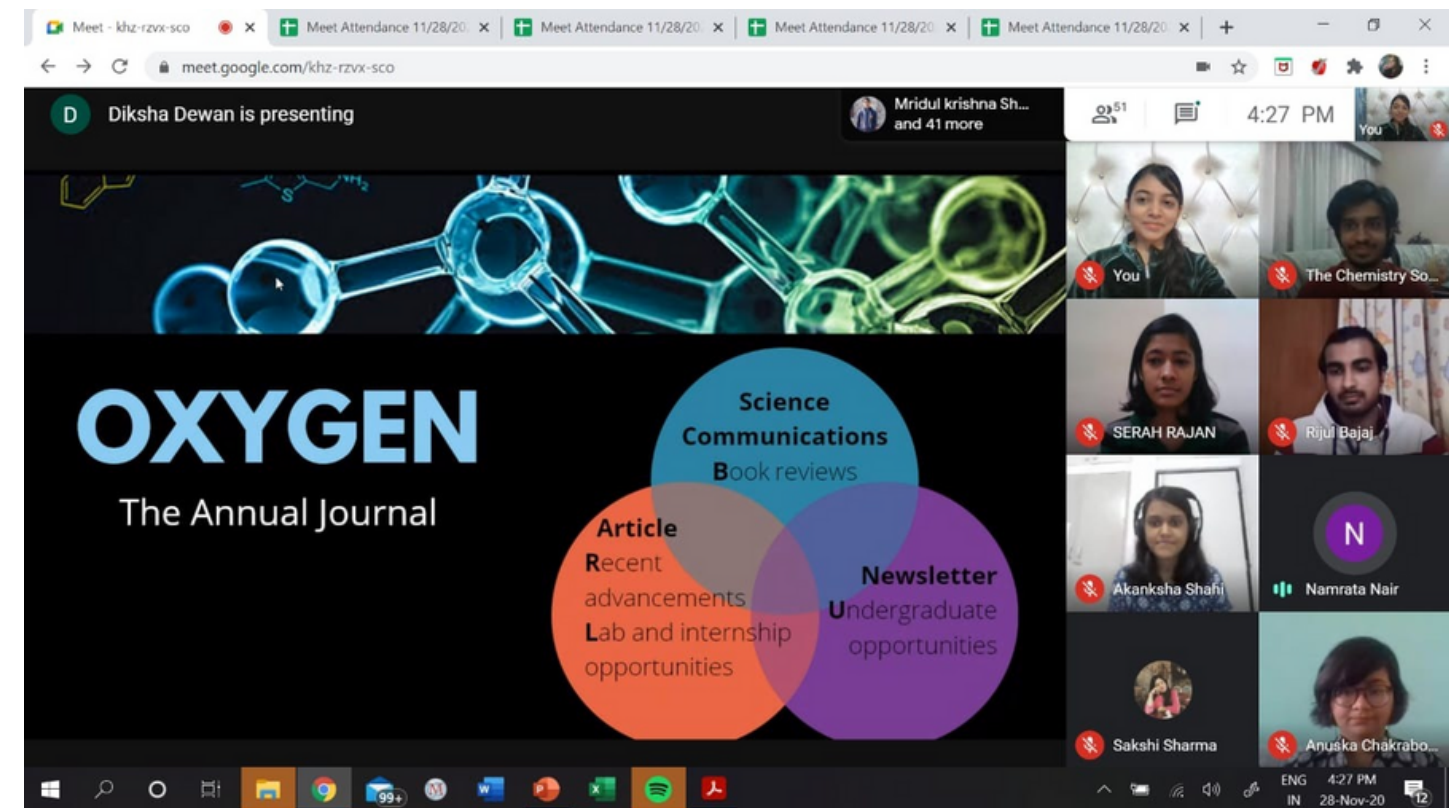 Meet - khz-rzvx-sco
Meet Attendance 11/28/20
Meet Attendance 11/28/20
Meet Attendance 11/28/20
Meet Attendance 11/28/20
meet.google.com/khz-rzvx-sco
D
Diksha Dewan is presenting
Mridul krishna Sh...
and 41 more
51
4:27 PM
You
NH₂
S
OXYGEN
The Annual Journal
Science
Communications
Book reviews
Article
Recent
advancements
Lab and internship
opportunities
Newsletter
Undergraduate
opportunities
You
The Chemistry So...
SERAH RAJAN
Rijul Bajaj
Akanksha Shahi
N
Namrata Nair
Sakshi Sharma
Anuska Chakrabo...
99+
ENG
IN
4:27 PM
28-Nov-20
12